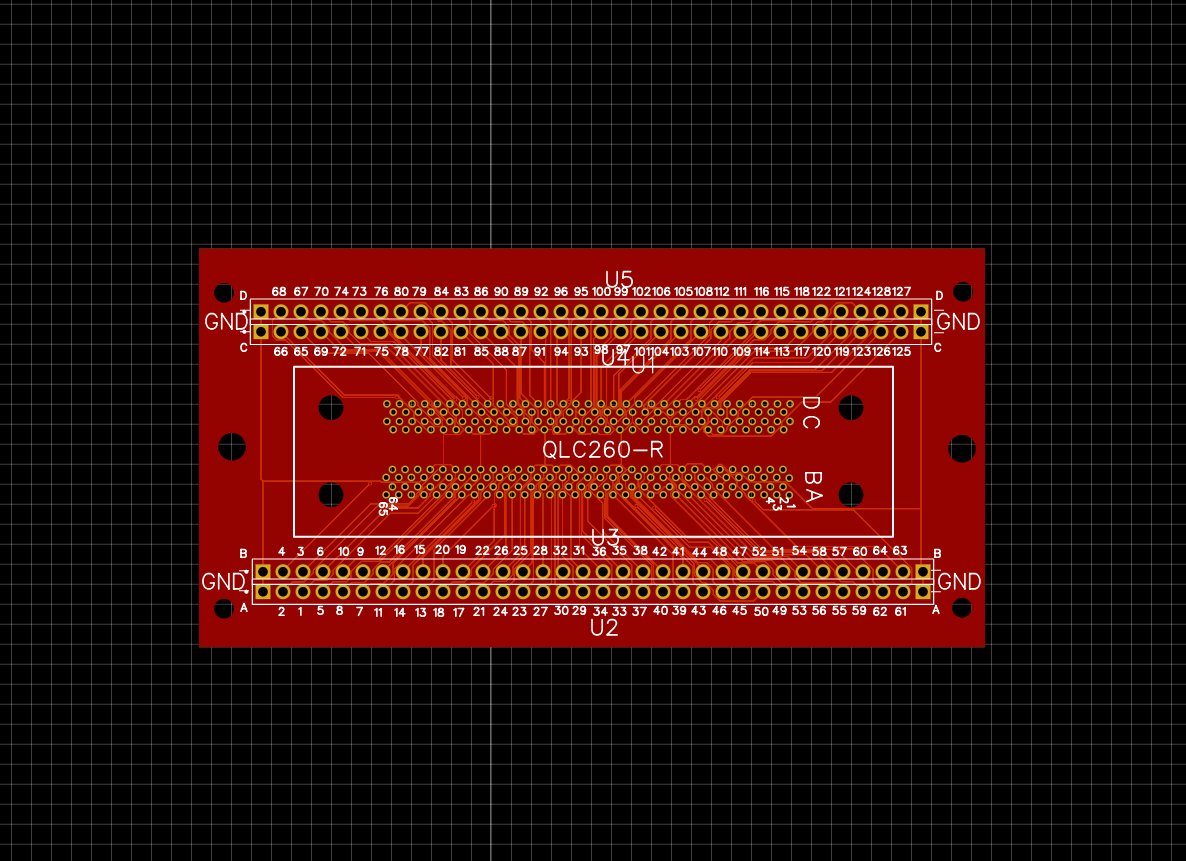 U5
D 68 67 70 74 73 76 80 79 84 83 86 90 89 92 96 95 100 99 102 106 105 108 112 111 116 115 118 122 121 124 128 127 D
GND GND
C 66 65 69 72 71 75 78 77 82 81 85 88 87 91 94 93 98 97 101 104 103 107 110 109 114 113 117 120 119 123 126 125 C
U4 U1
D C
QLC260-R
B A
65 64 4 3 2 1
U3
B 4 3 6 10 9 12 16 15 20 19 22 26 25 28 32 31 36 35 38 42 41 44 48 47 52 51 54 58 57 60 64 63 B
GND GND
A 2 1 5 8 7 11 14 13 18 17 21 24 23 27 30 29 34 33 37 40 39 43 46 45 50 49 53 56 55 59 62 61 A
U2